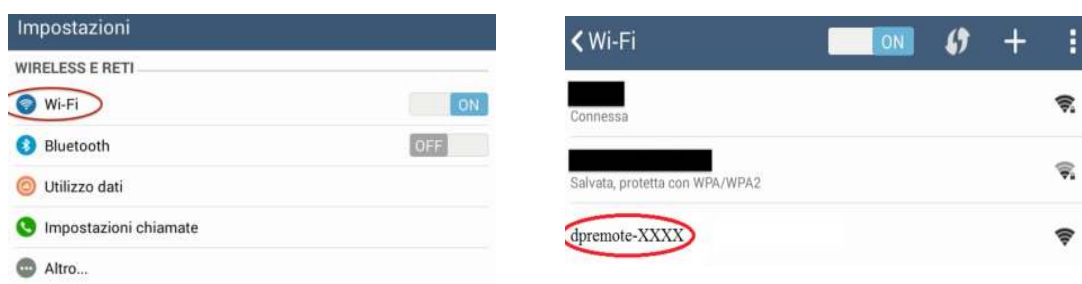 Impostazioni
WIRELESS E RETI
Wi-Fi
ON
Bluetooth
OFF
Utilizzo dati
Impostazioni chiamate
Altro...
Wi-Fi
ON
Connessa
Salvata, protetta con WPA/WPA2
dpremote-XXXX